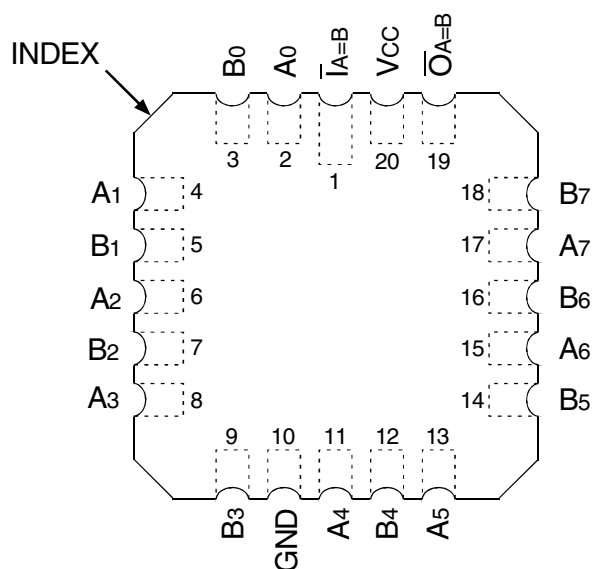 INDEX
B0 A0 I̅A=B VCC O̅A=B
3 2 1 20 19
A1 4 18 B7
B1 5 17 A7
A2 6 16 B6
B2 7 15 A6
A3 8 14 B5
9 10 11 12 13
B3 GND A4 B4 A5